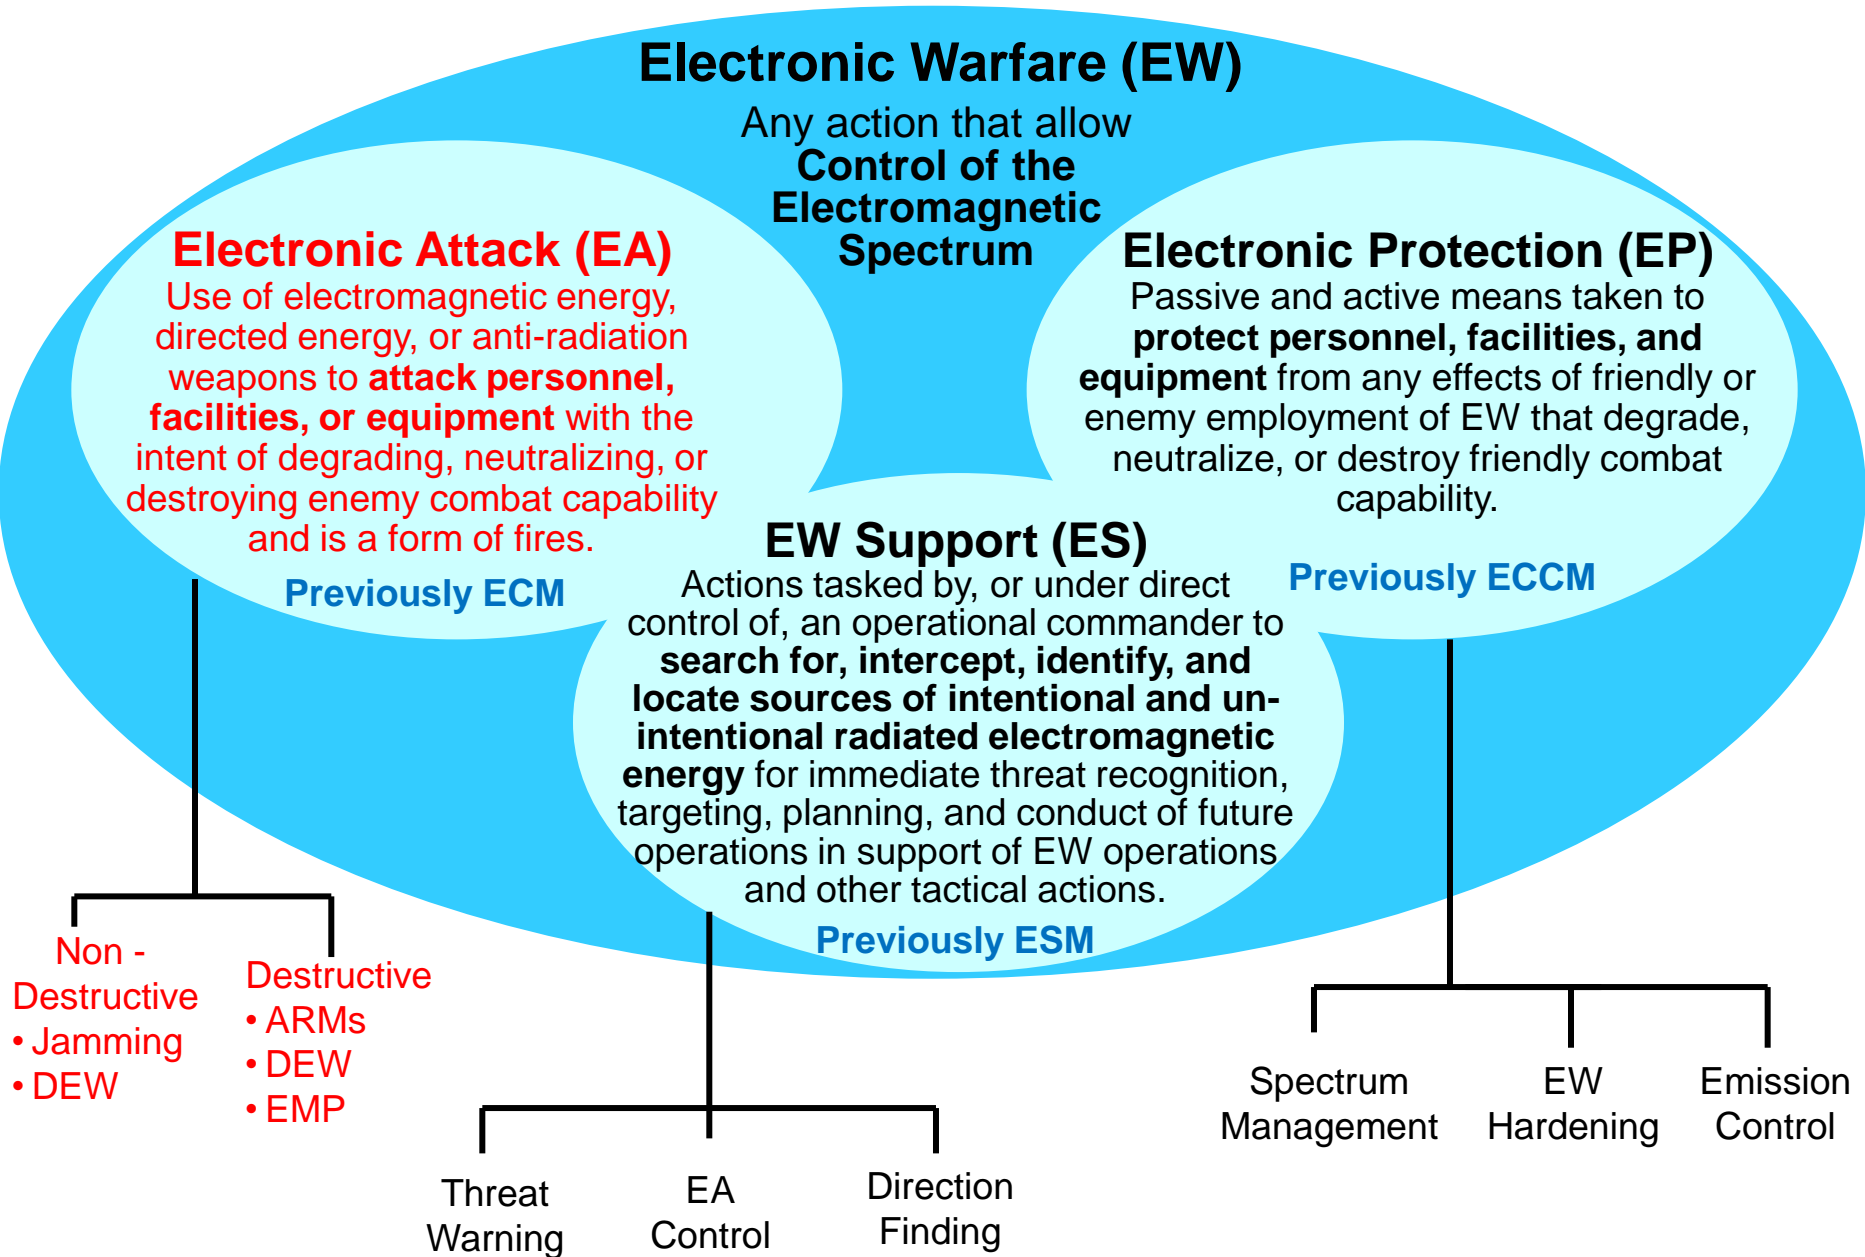 Electronic Warfare (EW)
Any action that allow
Control of the
Electromagnetic
Spectrum
Electronic Attack (EA)
Use of electromagnetic energy,
directed energy, or anti-radiation
weapons to attack personnel,
facilities, or equipment with the
intent of degrading, neutralizing, or
destroying enemy combat capability
and is a form of fires.
Previously ECM
Electronic Protection (EP)
Passive and active means taken to
protect personnel, facilities, and
equipment from any effects of friendly or
enemy employment of EW that degrade,
neutralize, or destroy friendly combat
capability.
Previously ECCM
EW Support (ES)
Actions tasked by, or under direct
control of, an operational commander to
search for, intercept, identify, and
locate sources of intentional and un-
intentional radiated electromagnetic
energy for immediate threat recognition,
targeting, planning, and conduct of future
operations in support of EW operations
and other tactical actions.
Previously ESM
Non -
Destructive
• Jamming
• DEW
Destructive
• ARMs
• DEW
• EMP
Threat
Warning
EA
Control
Direction
Finding
Spectrum
Management
EW
Hardening
Emission
Control